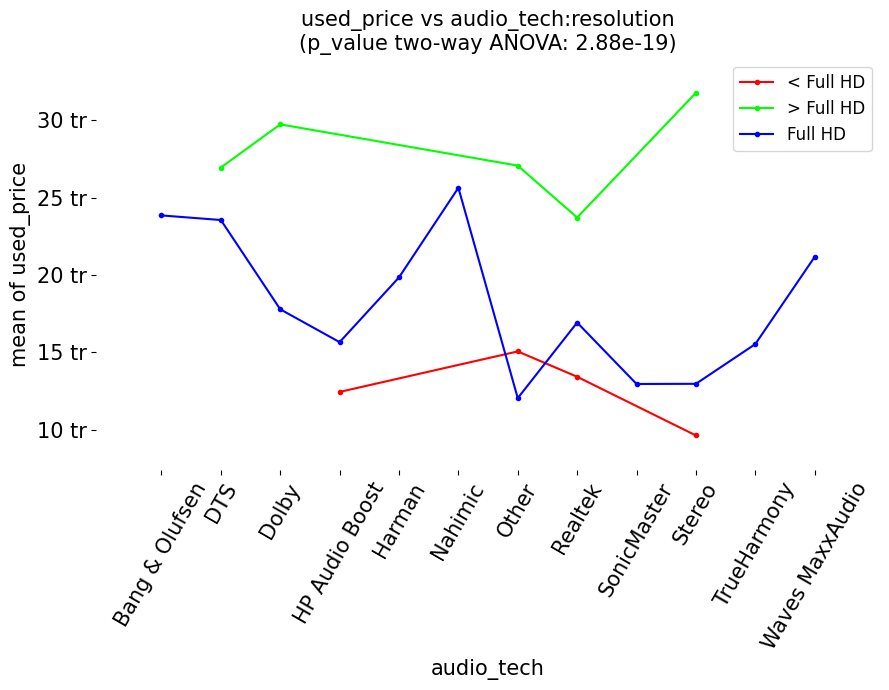 used_price vs audio_tech:resolution
(p_value two-way ANOVA: 2.88e-19)
< Full HD
> Full HD
Full HD
mean of used_price
30 tr
25 tr
20 tr
15 tr
10 tr
Bang & Olufsen
DTS
Dolby
HP Audio Boost
Harman
Nahimic
Other
Realtek
SonicMaster
Stereo
TrueHarmony
Waves MaxxAudio
audio_tech